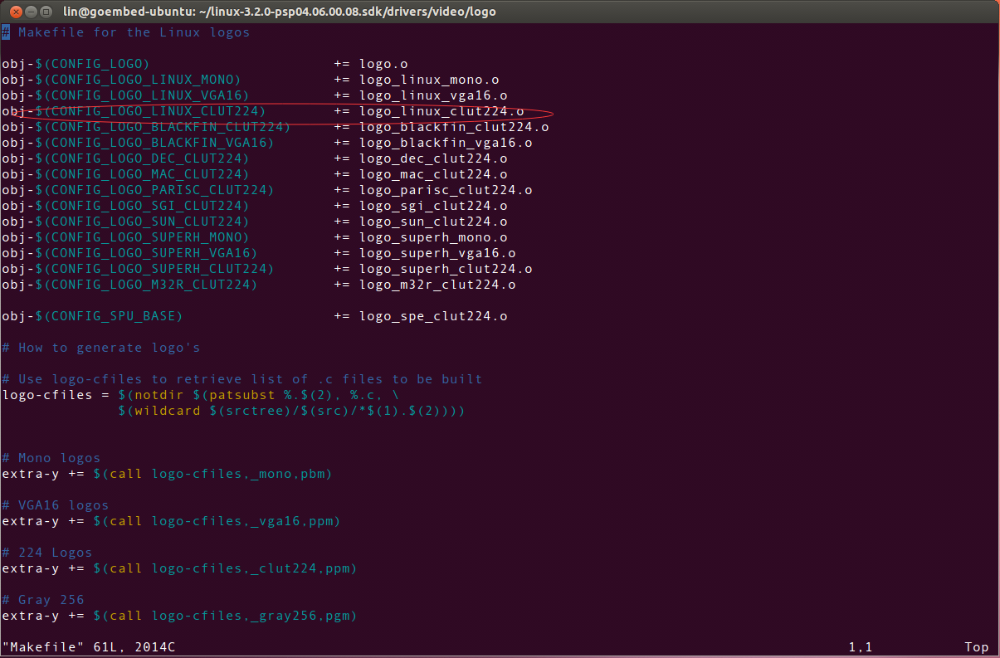 lin@goembed-ubuntu: ~/linux-3.2.0-psp04.06.00.08.sdk/drivers/video/logo
# Makefile for the Linux logos
obj-$(CONFIG_LOGO) += logo.o
obj-$(CONFIG_LOGO_LINUX_MONO) += logo_linux_mono.o
obj-$(CONFIG_LOGO_LINUX_VGA16) += logo_linux_vga16.o
obj-$(CONFIG_LOGO_LINUX_CLUT224) += logo_linux_clut224.o
obj-$(CONFIG_LOGO_BLACKFIN_CLUT224) += logo_blackfin_clut224.o
obj-$(CONFIG_LOGO_BLACKFIN_VGA16) += logo_blackfin_vga16.o
obj-$(CONFIG_LOGO_DEC_CLUT224) += logo_dec_clut224.o
obj-$(CONFIG_LOGO_MAC_CLUT224) += logo_mac_clut224.o
obj-$(CONFIG_LOGO_PARISC_CLUT224) += logo_parisc_clut224.o
obj-$(CONFIG_LOGO_SGI_CLUT224) += logo_sgi_clut224.o
obj-$(CONFIG_LOGO_SUN_CLUT224) += logo_sun_clut224.o
obj-$(CONFIG_LOGO_SUPERH_MONO) += logo_superh_mono.o
obj-$(CONFIG_LOGO_SUPERH_VGA16) += logo_superh_vga16.o
obj-$(CONFIG_LOGO_SUPERH_CLUT224) += logo_superh_clut224.o
obj-$(CONFIG_LOGO_M32R_CLUT224) += logo_m32r_clut224.o
obj-$(CONFIG_SPU_BASE) += logo_spe_clut224.o
# How to generate logo's
# Use logo-cfiles to retrieve list of .c files to be built
logo-cfiles = $(notdir $(patsubst %.$(2), %.c, \
$(wildcard $(srctree)/$(src)/*$(1).$(2))))
# Mono logos
extra-y += $(call logo-cfiles,_mono,pbm)
# VGA16 logos
extra-y += $(call logo-cfiles,_vga16,ppm)
# 224 Logos
extra-y += $(call logo-cfiles,_clut224,ppm)
# Gray 256
extra-y += $(call logo-cfiles,_gray256,pgm)
"Makefile" 61L, 2014C 1,1 Top